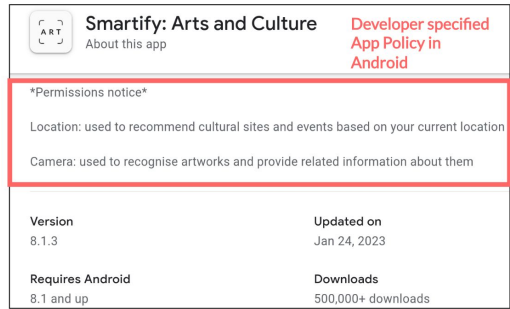 ART
Smartify: Arts and Culture
About this app
Developer specified
App Policy in
Android
*Permissions notice*
Location: used to recommend cultural sites and events based on your current location
Camera: used to recognise artworks and provide related information about them
Version
Updated on
8.1.3
Jan 24, 2023
Requires Android
Downloads
8.1 and up
500,000+ downloads